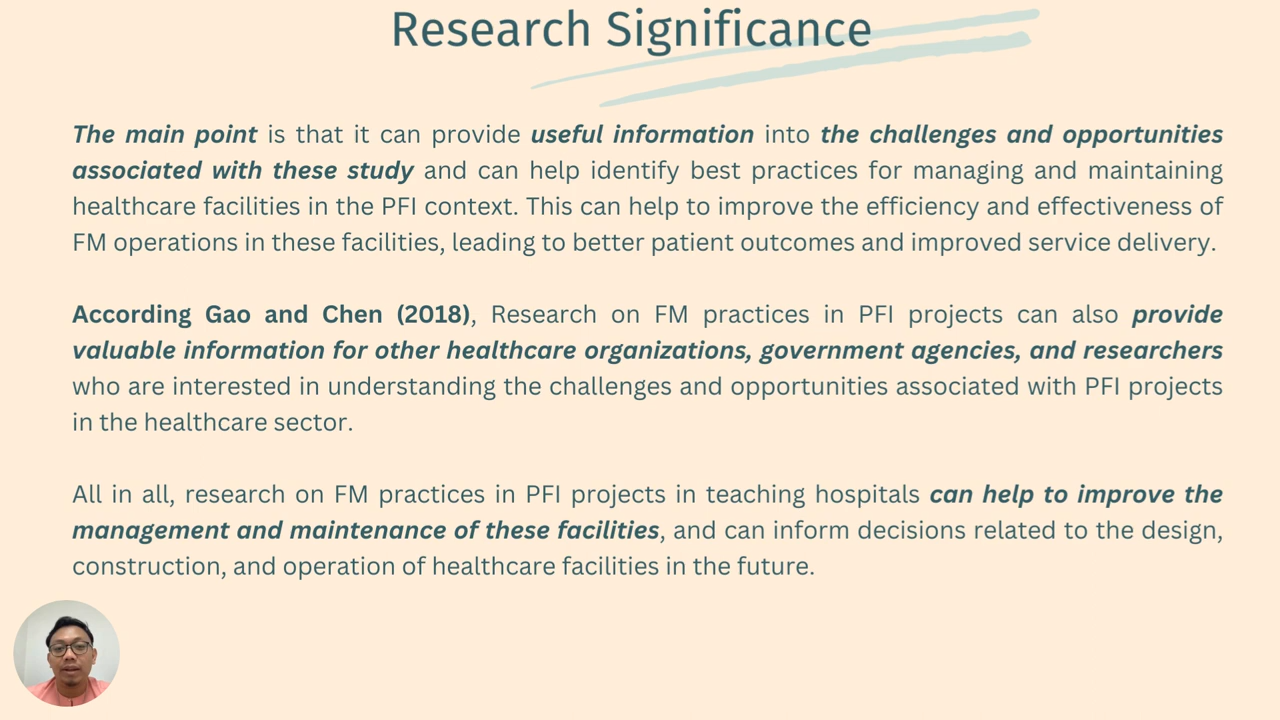 Research Significance
The main point is that it can provide useful information into the challenges and opportunities
associated with these study and can help identify best practices for managing and maintaining
healthcare facilities in the PFI context. This can help to improve the efficiency and effectiveness of
FM operations in these facilities, leading to better patient outcomes and improved service delivery.
According Gao and Chen (2018), Research on FM practices in PFI projects can also provide
valuable information for other healthcare organizations, government agencies, and researchers
who are interested in understanding the challenges and opportunities associated with PFI projects
in the healthcare sector.
All in all, research on FM practices in PFI projects in teaching hospitals can help to improve the
management and maintenance of these facilities, and can inform decisions related to the design,
construction, and operation of healthcare facilities in the future.